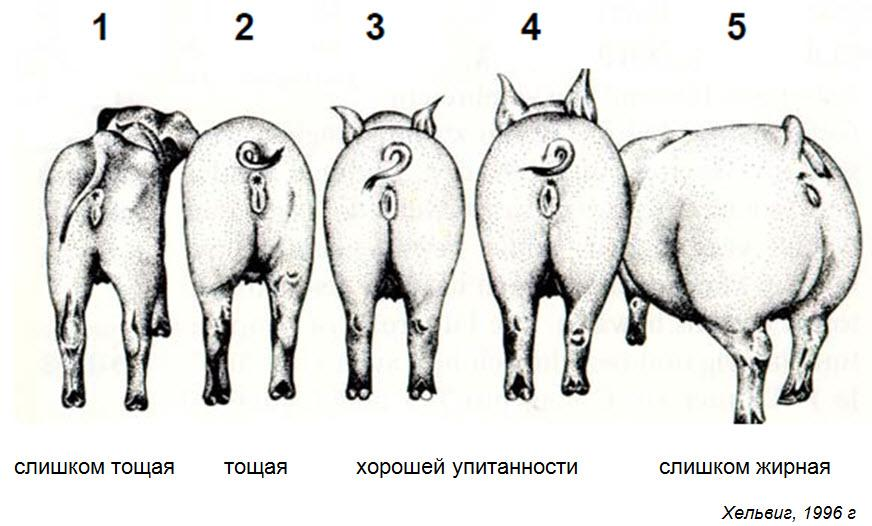 1 2 3 4 5
слишком тощая тощая хорошей упитанности слишком жирная
Хельвиг, 1996 г